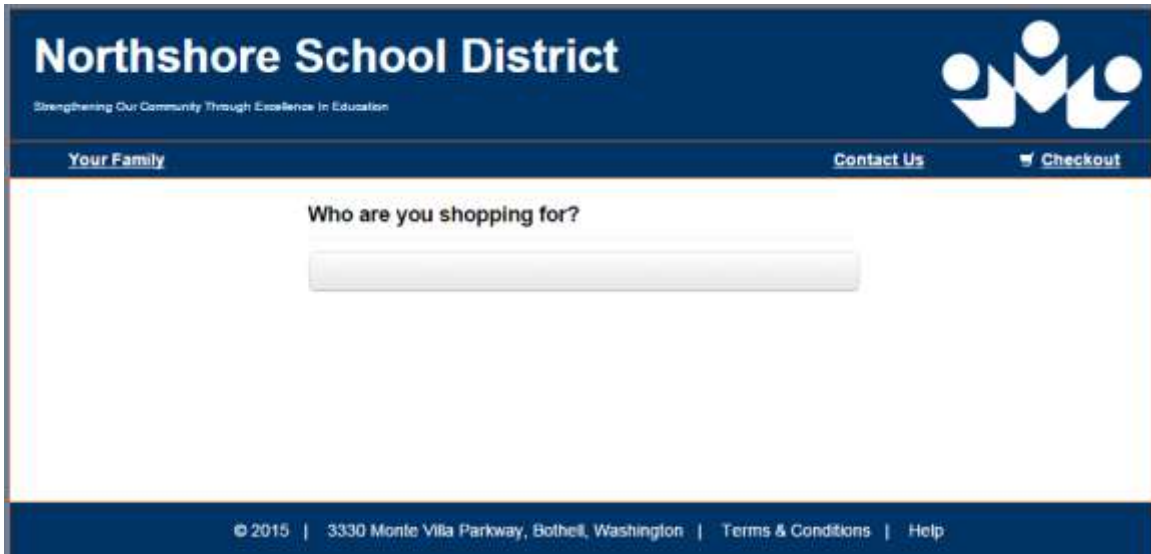 Northshore School District
Strengthening Our Community Through Excellence In Education
Your Family Contact Us Checkout
Who are you shopping for?
© 2015 | 3330 Monte Villa Parkway, Bothell, Washington | Terms & Conditions | Help